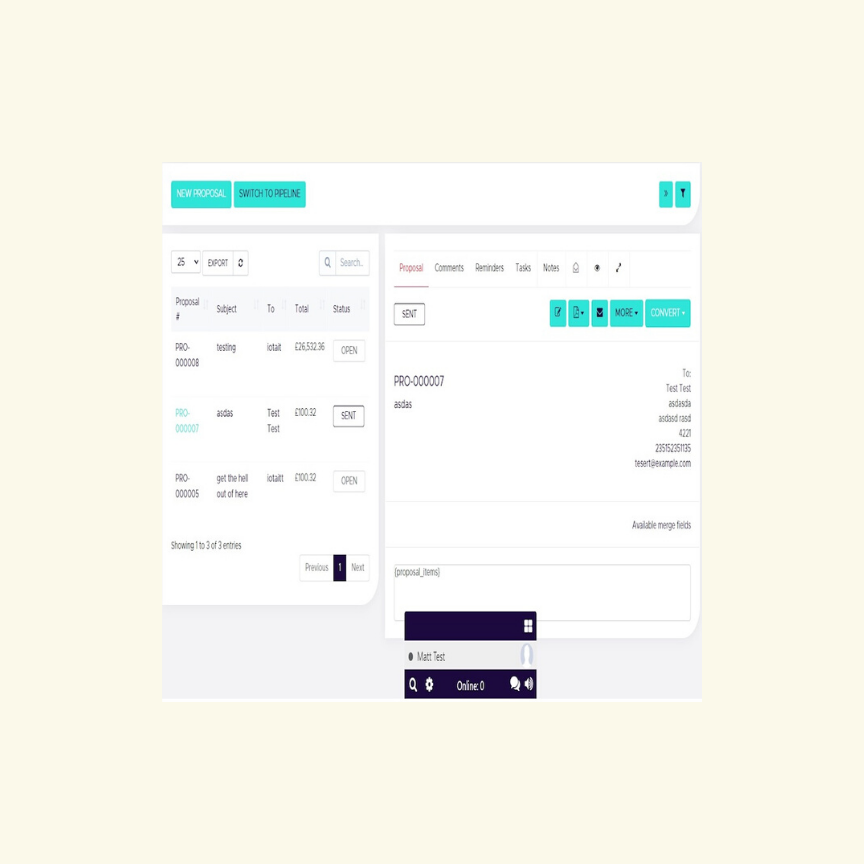 NEW PROPOSAL SWITCH TO PIPELINE
25 EXPORT Search..
Proposal # Subject To Total Status
PRO-000008 testing iotait £26,532.36 OPEN
PRO-000007 asdas Test Test £100.32 SENT
PRO-000005 get the hell out of here iotaitt £100.32 OPEN
Showing 1 to 3 of 3 entries
Previous 1 Next
Proposal Comments Reminders Tasks Notes
SENT MORE CONVERT
PRO-000007
asdas
To:
Test Test
asdasda
asdasd rasd
4221
235152351135
tesert@example.com
Available merge fields
{proposal_items}
Matt Test
Online: 0